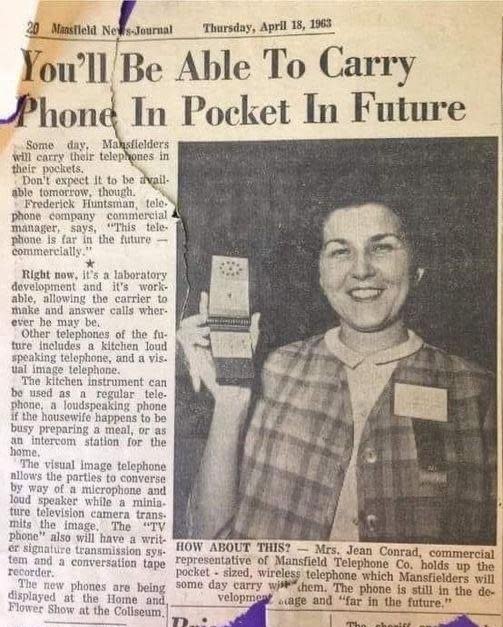 20 Mansfield News-Journal Thursday, April 18, 1963
You'll Be Able To Carry
Phone In Pocket In Future
Some day, Mansfielders
will carry their telephones in
their pockets.
Don't expect it to be avail-
able tomorrow, though.
Frederick Huntsman, tele-
phone company commercial
manager, says, "This tele-
phone is far in the future —
commercially."
★
Right now, it's a laboratory
development and it's work-
able, allowing the carrier to
make and answer calls wher-
ever he may be.
Other telephones of the fu-
ture includes a kitchen loud
speaking telephone, and a vis-
ual image telephone.
The kitchen instrument can
be used as a regular tele-
phone, a loudspeaking phone
if the housewife happens to be
busy preparing a meal, or as
an intercom station for the
home.
The visual image telephone
allows the parties to converse
by way of a microphone and
loud speaker while a minia-
ture television camera trans-
mits the image. The "TV
phone" also will have a writ-
er signature transmission sys-
tem and a conversation tape
recorder.
The new phones are being
displayed at the Home and
Flower Show at the Coliseum.
HOW ABOUT THIS? — Mrs. Jean Conrad, commercial
representative of Mansfield Telephone Co. holds up the
pocket - sized, wireless telephone which Mansfielders will
some day carry with them. The phone is still in the de-
velopment age and "far in the future."
The sheriff